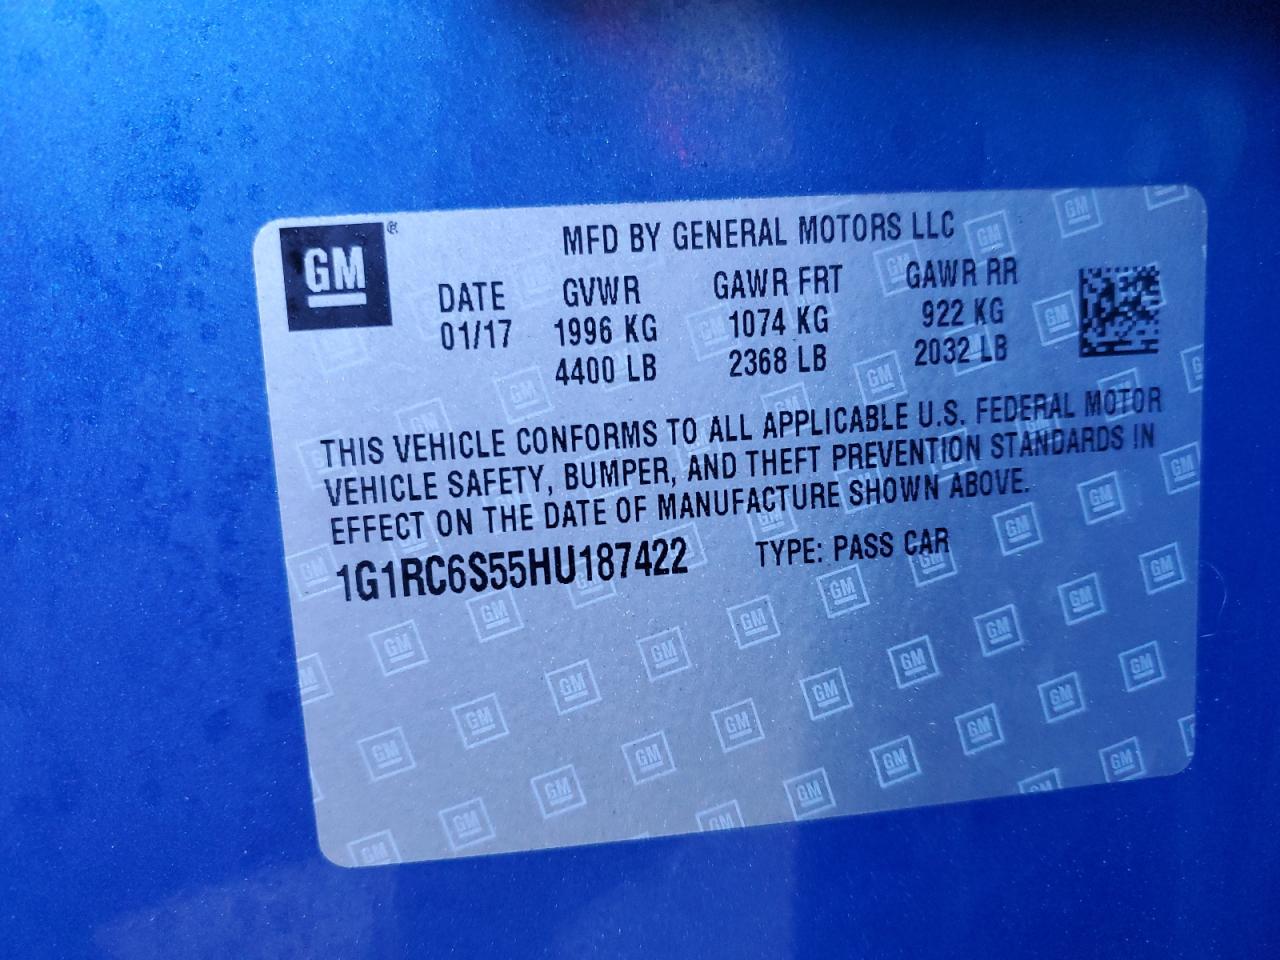 GM ®
MFD BY GENERAL MOTORS LLC
DATE GVWR GAWR FRT GAWR RR
01/17 1996 KG 1074 KG 922 KG
4400 LB 2368 LB 2032 LB
THIS VEHICLE CONFORMS TO ALL APPLICABLE U.S. FEDERAL MOTOR
VEHICLE SAFETY, BUMPER, AND THEFT PREVENTION STANDARDS IN
EFFECT ON THE DATE OF MANUFACTURE SHOWN ABOVE.
1G1RC6S55HU187422 TYPE: PASS CAR